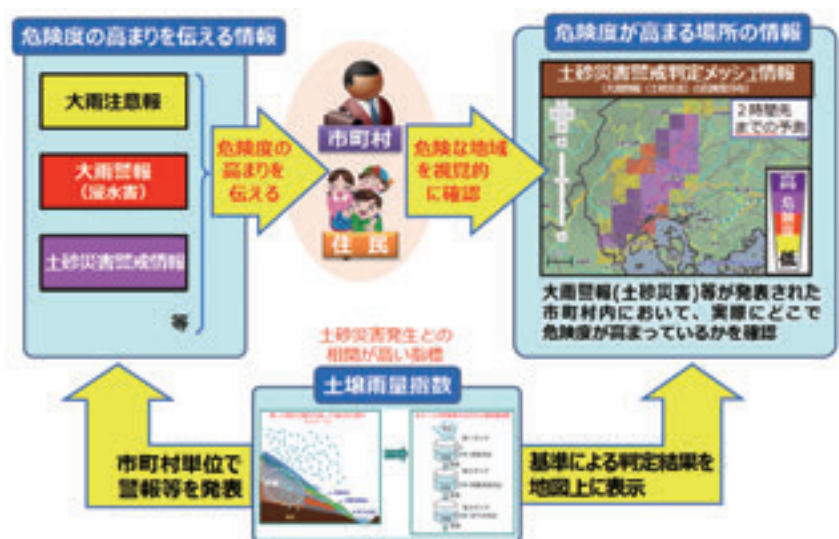 危険度の高まりを伝える情報
大雨注意報
大雨警報
(浸水害)
土砂災害警戒情報
等
危険度の
高まりを
伝える
市町村
住民
危険な地域
を視覚的
に確認
危険度が高まる場所の情報
土砂災害警戒判定メッシュ情報
2時間先
までの予測
高
危
険
度
低
大雨警報(土砂災害)等が発表された
市町村内において、実際にどこで
危険度が高まっているかを確認
土砂災害発生との
相関が高い指標
土壌雨量指数
市町村単位で
警報等を発表
基準による判定結果を
地図上に表示